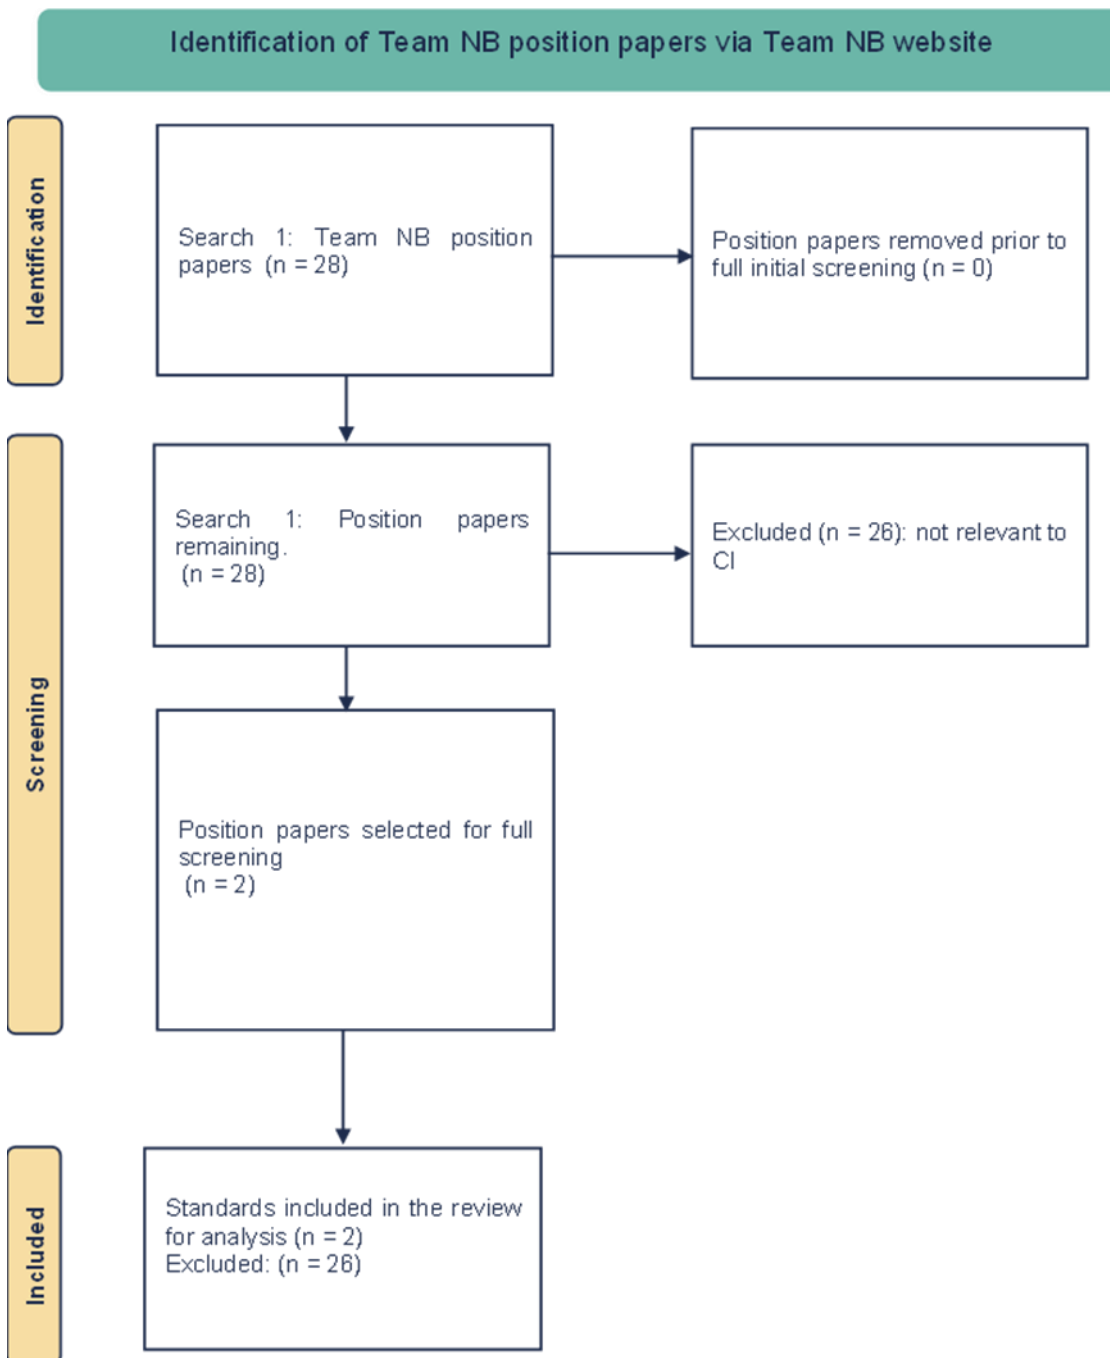 Identification of Team NB position papers via Team NB website
Identification
Search 1: Team NB position
papers (n = 28)
Position papers removed prior to
full initial screening (n = 0)
Screening
Search 1: Position papers
remaining.
(n = 28)
Excluded (n = 26): not relevant to
CI
Position papers selected for full
screening
(n = 2)
Included
Standards included in the review
for analysis (n = 2)
Excluded: (n = 26)